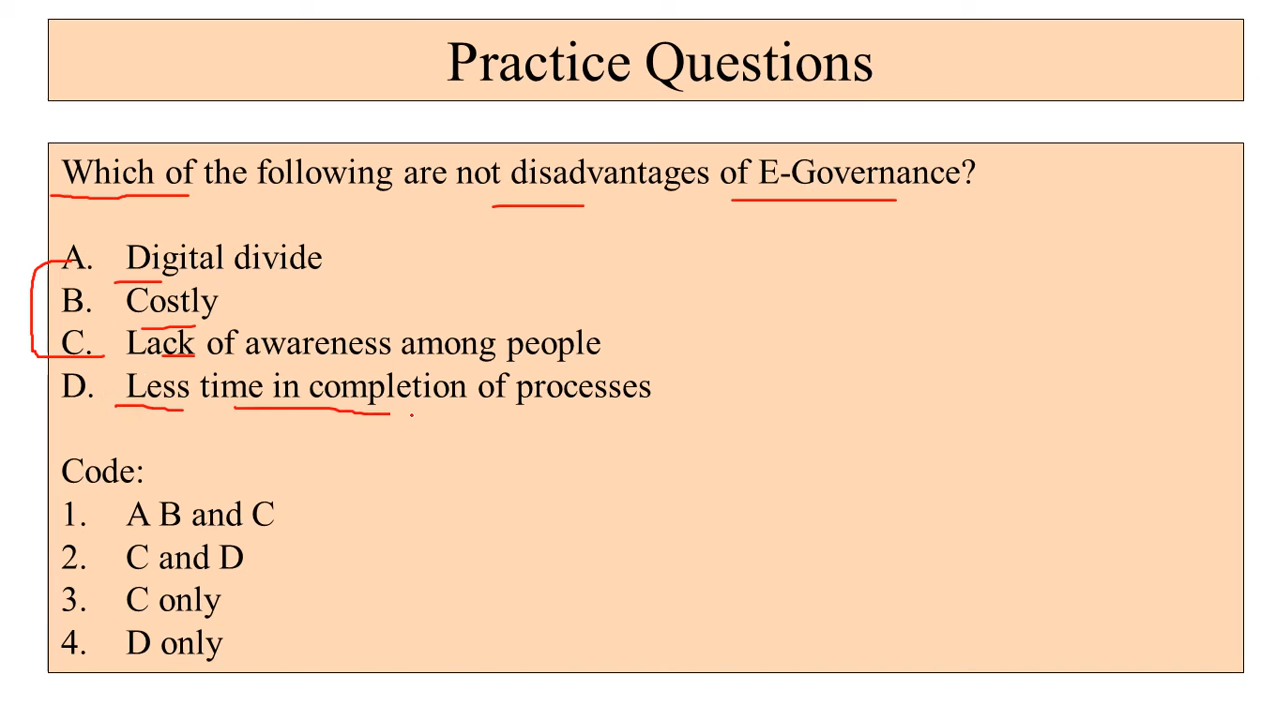 Practice Questions
Which of the following are not disadvantages of E-Governance?
A. Digital divide
B. Costly
C. Lack of awareness among people
D. Less time in completion of processes
Code:
1. A B and C
2. C and D
3. C only
4. D only